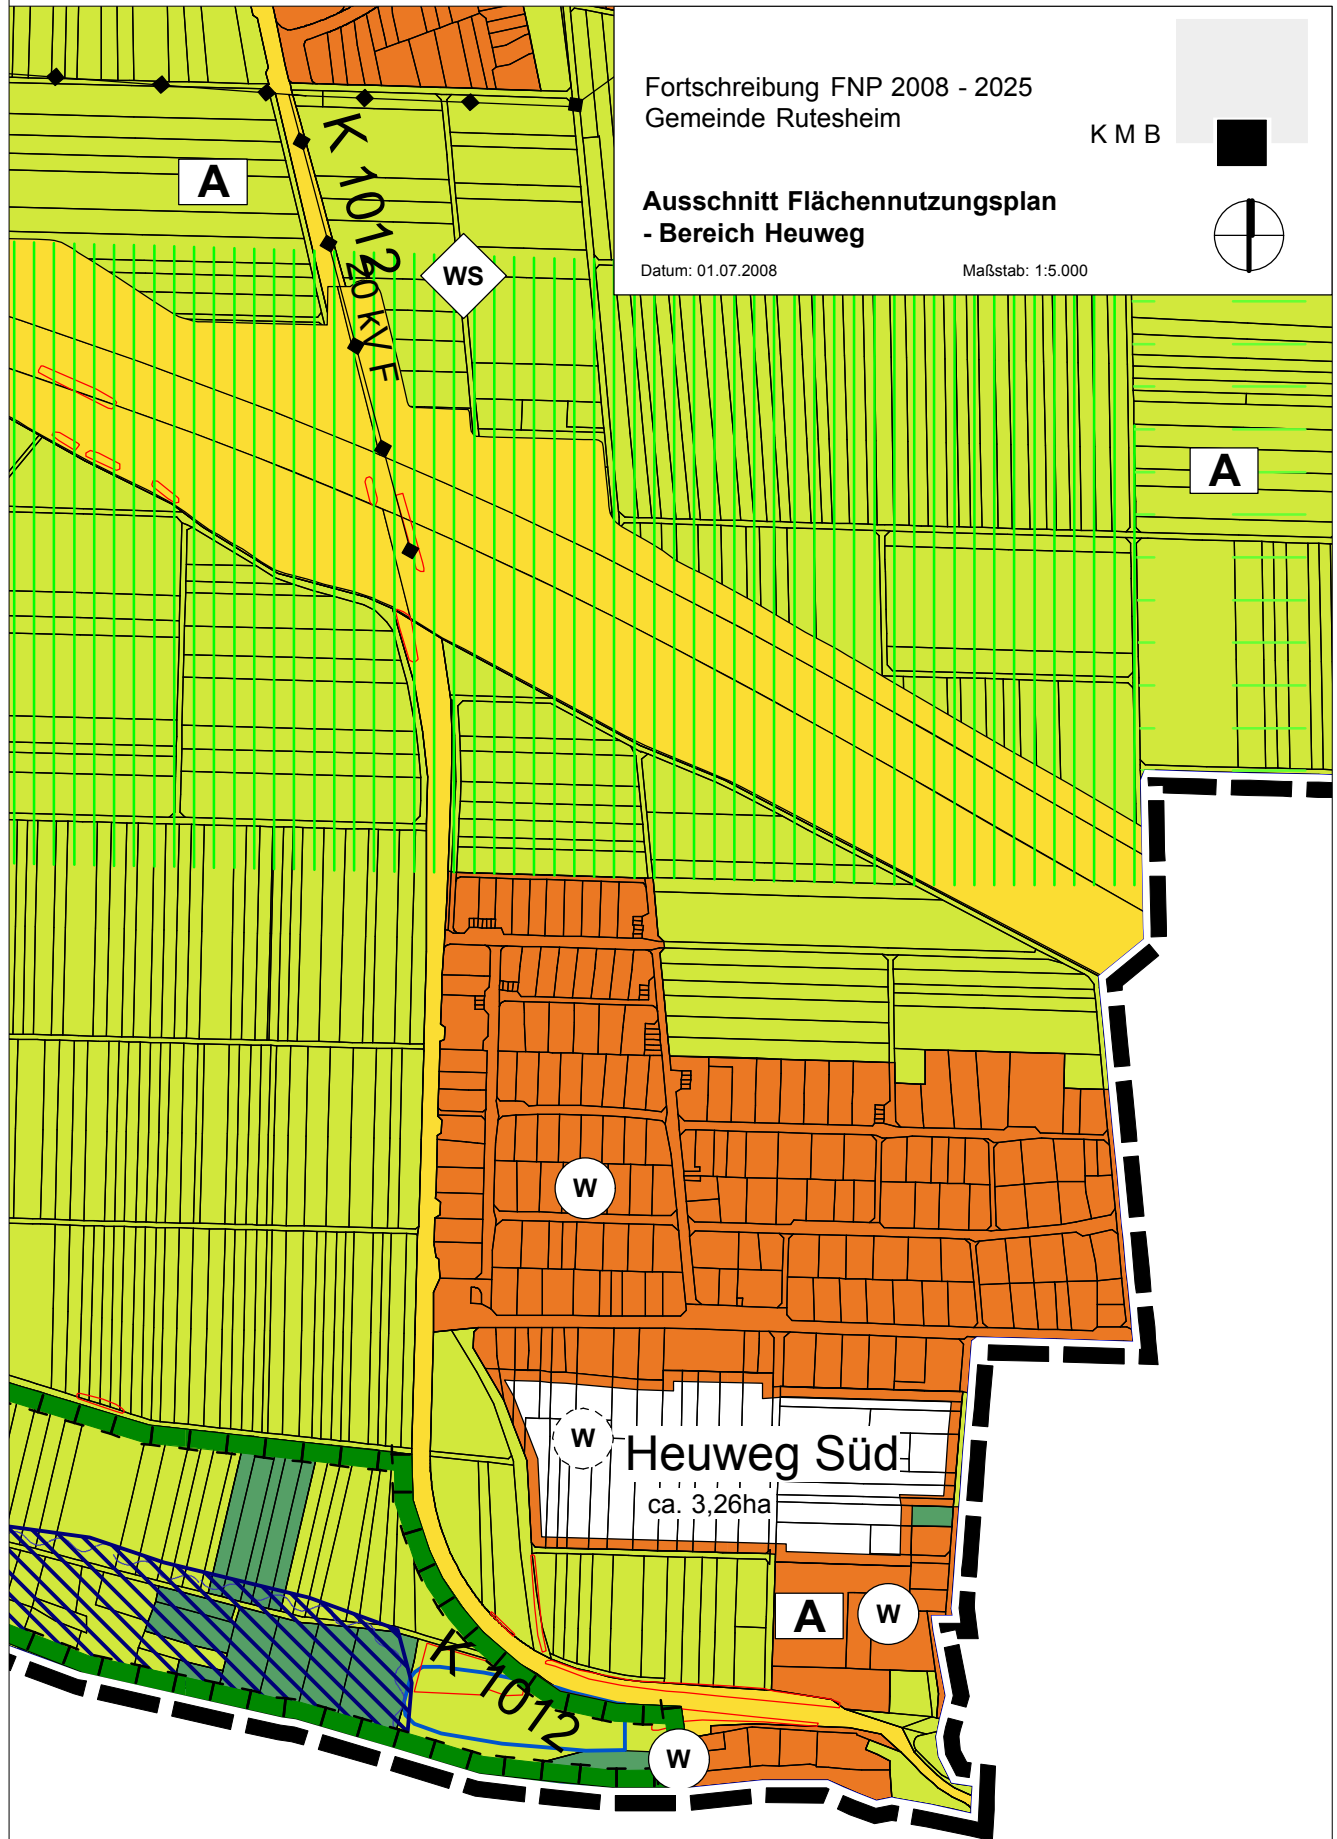 Fortschreibung FNP 2008 - 2025
Gemeinde Rutesheim
K M B
Ausschnitt Flächennutzungsplan
- Bereich Heuweg
Datum: 01.07.2008
Maßstab: 1:5.000
A
K 1012
20 kV F
WS
A
W
W
Heuweg Süd
ca. 3,26ha
A
W
K 1012
W